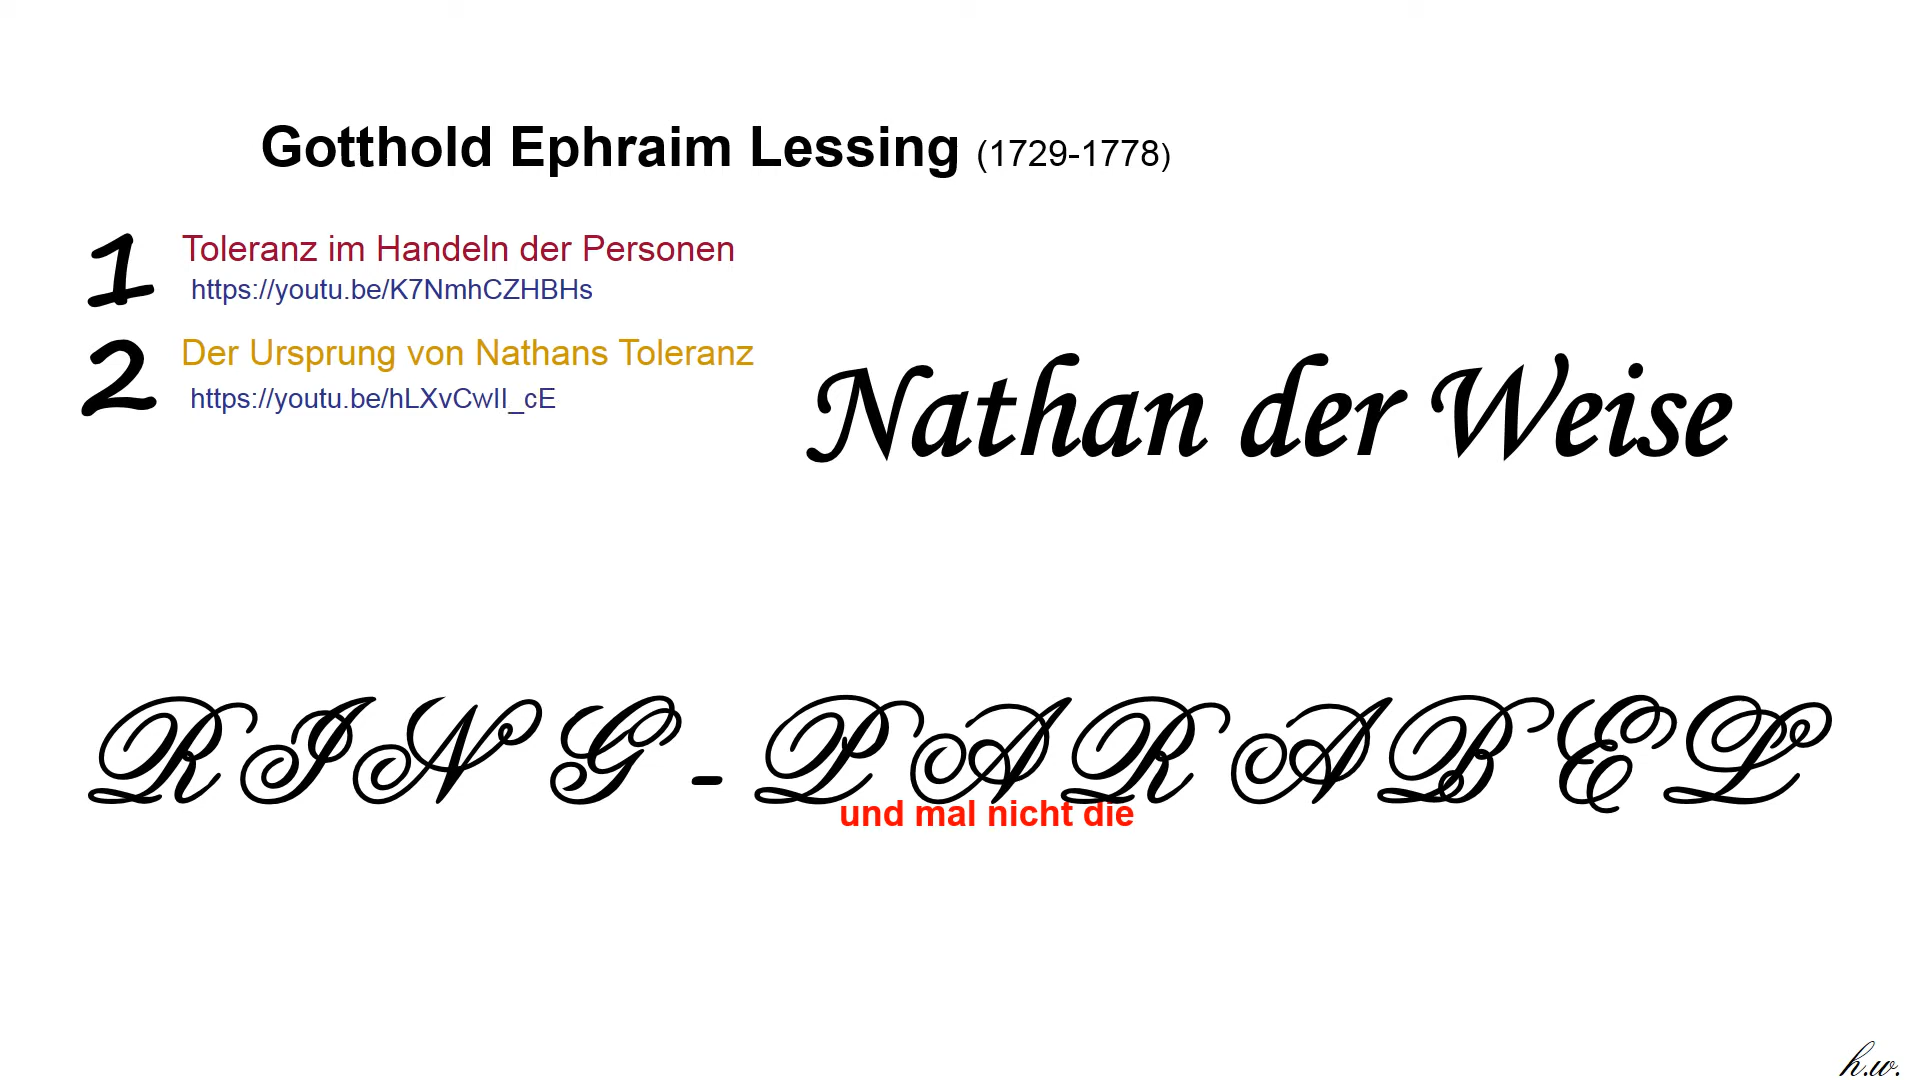 Gotthold Ephraim Lessing (1729-1778)
1 Toleranz im Handeln der Personen
https://youtu.be/K7NmhCZHBHs
2 Der Ursprung von Nathans Toleranz
https://youtu.be/hLXvCwII_cE
Nathan der Weise
RING-PARABEL
und mal nicht die
h.w.